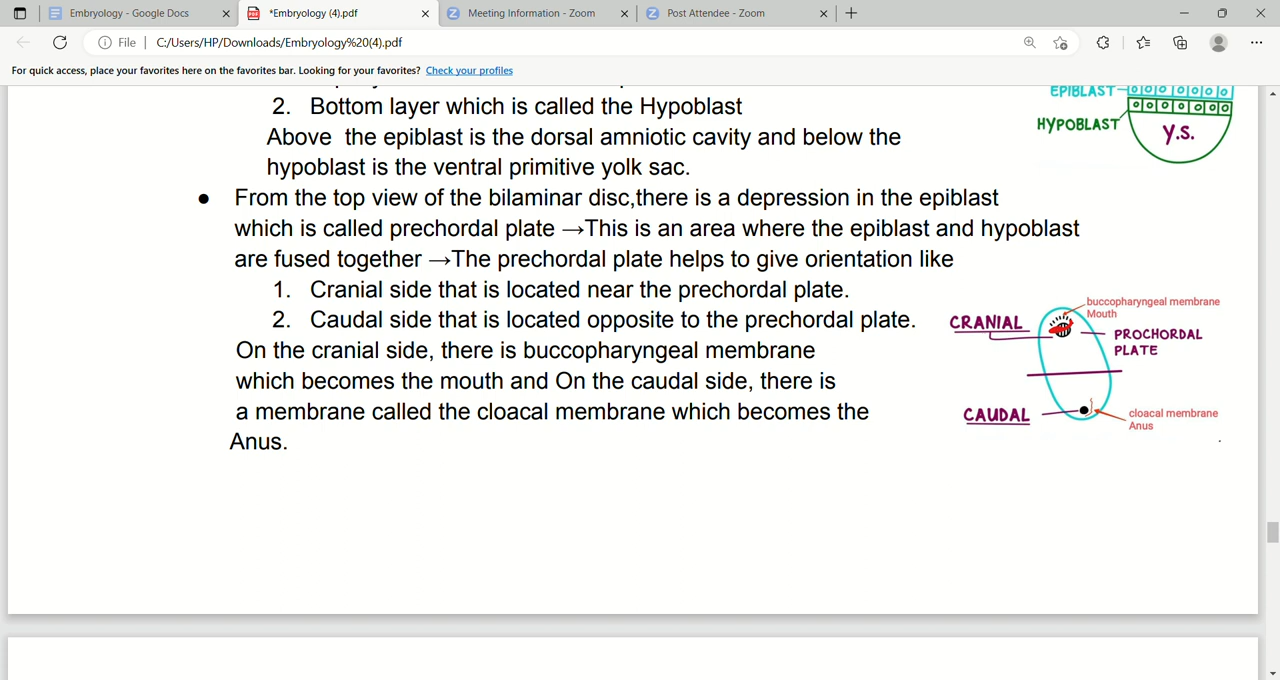 Embryology - Google Docs
*Embryology (4).pdf
Meeting Information - Zoom
Post Attendee - Zoom
File
C:/Users/HP/Downloads/Embryology%20(4).pdf
For quick access, place your favorites here on the favorites bar. Looking for your favorites? Check your profiles
2. Bottom layer which is called the Hypoblast
Above the epiblast is the dorsal amniotic cavity and below the
hypoblast is the ventral primitive yolk sac.
EPIBLAST
HYPOBLAST
Y.S.
● From the top view of the bilaminar disc,there is a depression in the epiblast
which is called prechordal plate →This is an area where the epiblast and hypoblast
are fused together →The prechordal plate helps to give orientation like
1. Cranial side that is located near the prechordal plate.
2. Caudal side that is located opposite to the prechordal plate.
On the cranial side, there is buccopharyngeal membrane
which becomes the mouth and On the caudal side, there is
a membrane called the cloacal membrane which becomes the
Anus.
buccopharyngeal membrane
Mouth
CRANIAL
PROCHORDAL
PLATE
CAUDAL
cloacal membrane
Anus